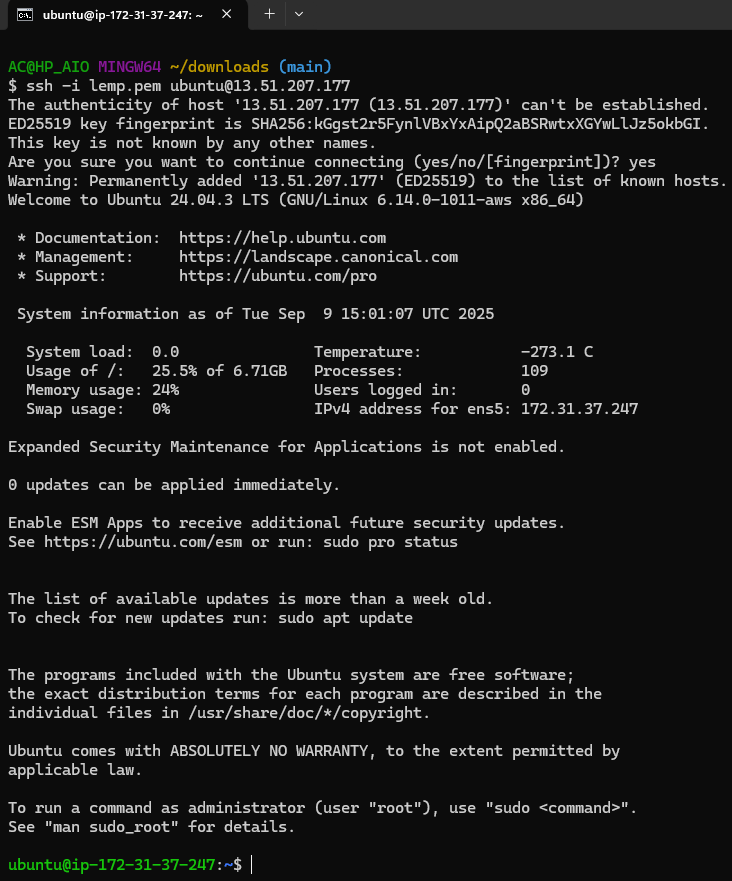 ubuntu@ip-172-31-37-247: ~
AC@HP_AIO MINGW64 ~/downloads (main)
$ ssh -i lemp.pem ubuntu@13.51.207.177
The authenticity of host '13.51.207.177 (13.51.207.177)' can't be established.
ED25519 key fingerprint is SHA256:kGgst2r5FynlVBxYxAipQ2aBSRwtxXGYwLlJz5okbGI.
This key is not known by any other names.
Are you sure you want to continue connecting (yes/no/[fingerprint])? yes
Warning: Permanently added '13.51.207.177' (ED25519) to the list of known hosts.
Welcome to Ubuntu 24.04.3 LTS (GNU/Linux 6.14.0-1011-aws x86_64)
 * Documentation:  https://help.ubuntu.com
 * Management:     https://landscape.canonical.com
 * Support:        https://ubuntu.com/pro
 System information as of Tue Sep  9 15:01:07 UTC 2025
  System load:  0.0                Temperature:           -273.1 C
  Usage of /:   25.5% of 6.71GB   Processes:             109
  Memory usage: 24%                Users logged in:       0
  Swap usage:   0%                 IPv4 address for ens5: 172.31.37.247
Expanded Security Maintenance for Applications is not enabled.
0 updates can be applied immediately.
Enable ESM Apps to receive additional future security updates.
See https://ubuntu.com/esm or run: sudo pro status
The list of available updates is more than a week old.
To check for new updates run: sudo apt update
The programs included with the Ubuntu system are free software;
the exact distribution terms for each program are described in the
individual files in /usr/share/doc/*/copyright.
Ubuntu comes with ABSOLUTELY NO WARRANTY, to the extent permitted by
applicable law.
To run a command as administrator (user "root"), use "sudo <command>".
See "man sudo_root" for details.
ubuntu@ip-172-31-37-247:~$